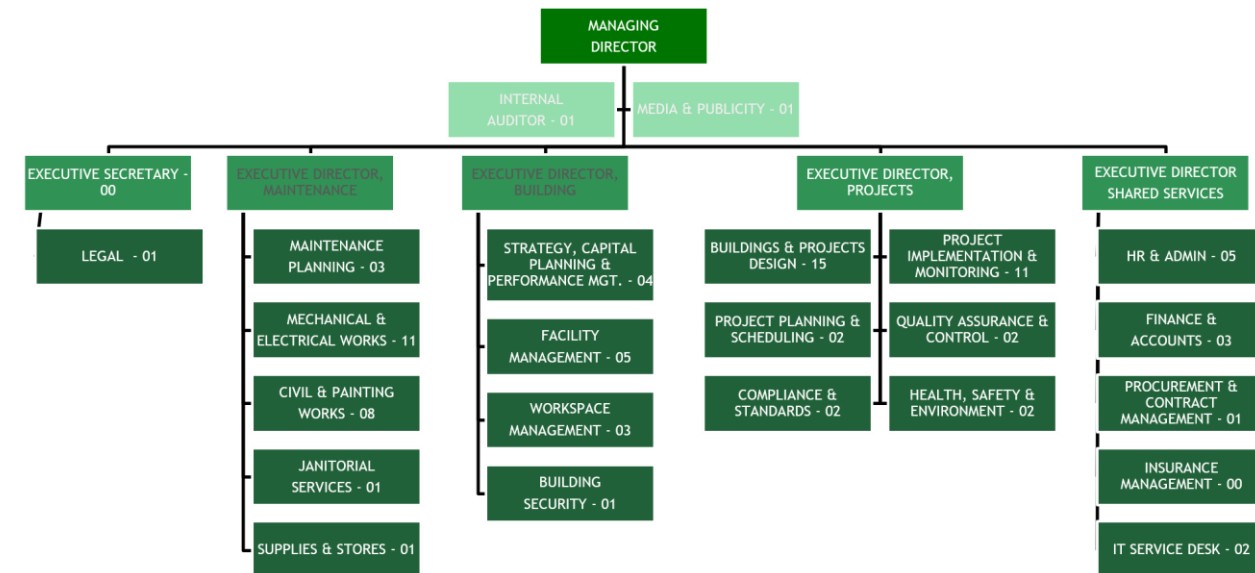 MANAGING
DIRECTOR
INTERNAL
AUDITOR - 01
MEDIA & PUBLICITY - 01
EXECUTIVE SECRETARY -
00
EXECUTIVE DIRECTOR,
MAINTENANCE
EXECUTIVE DIRECTOR,
BUILDING
EXECUTIVE DIRECTOR,
PROJECTS
EXECUTIVE DIRECTOR
SHARED SERVICES
LEGAL - 01
MAINTENANCE
PLANNING - 03
MECHANICAL &
ELECTRICAL WORKS - 11
CIVIL & PAINTING
WORKS - 08
JANITORIAL
SERVICES - 01
SUPPLIES & STORES - 01
STRATEGY, CAPITAL
PLANNING &
PERFORMANCE MGT. - 04
FACILITY
MANAGEMENT - 05
WORKSPACE
MANAGEMENT - 03
BUILDING
SECURITY - 01
BUILDINGS & PROJECTS
DESIGN - 15
PROJECT PLANNING &
SCHEDULING - 02
COMPLIANCE &
STANDARDS - 02
PROJECT
IMPLEMENTATION &
MONITORING - 11
QUALITY ASSURANCE &
CONTROL - 02
HEALTH, SAFETY &
ENVIRONMENT - 02
HR & ADMIN - 05
FINANCE &
ACCOUNTS - 03
PROCUREMENT &
CONTRACT
MANAGEMENT - 01
INSURANCE
MANAGEMENT - 00
IT SERVICE DESK - 02